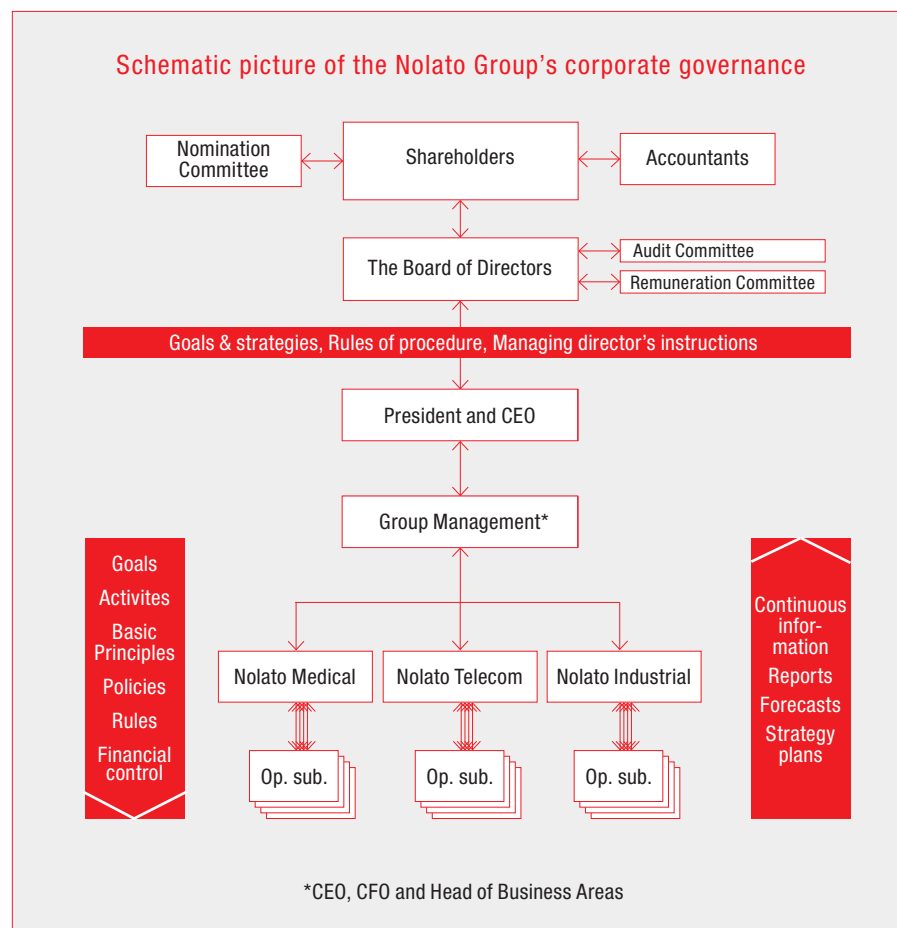 Schematic picture of the Nolato Group’s corporate governance
Nomination
Committee
Shareholders
Accountants
The Board of Directors
Audit Committee
Remuneration Committee
Goals & strategies, Rules of procedure, Managing director’s instructions
President and CEO
Group Management*
Goals
Activites
Basic
Principles
Policies
Rules
Financial
control
Continuous
infor-
mation
Reports
Forecasts
Strategy
plans
Nolato Medical
Nolato Telecom
Nolato Industrial
Op. sub.
Op. sub.
Op. sub.
*CEO, CFO and Head of Business Areas